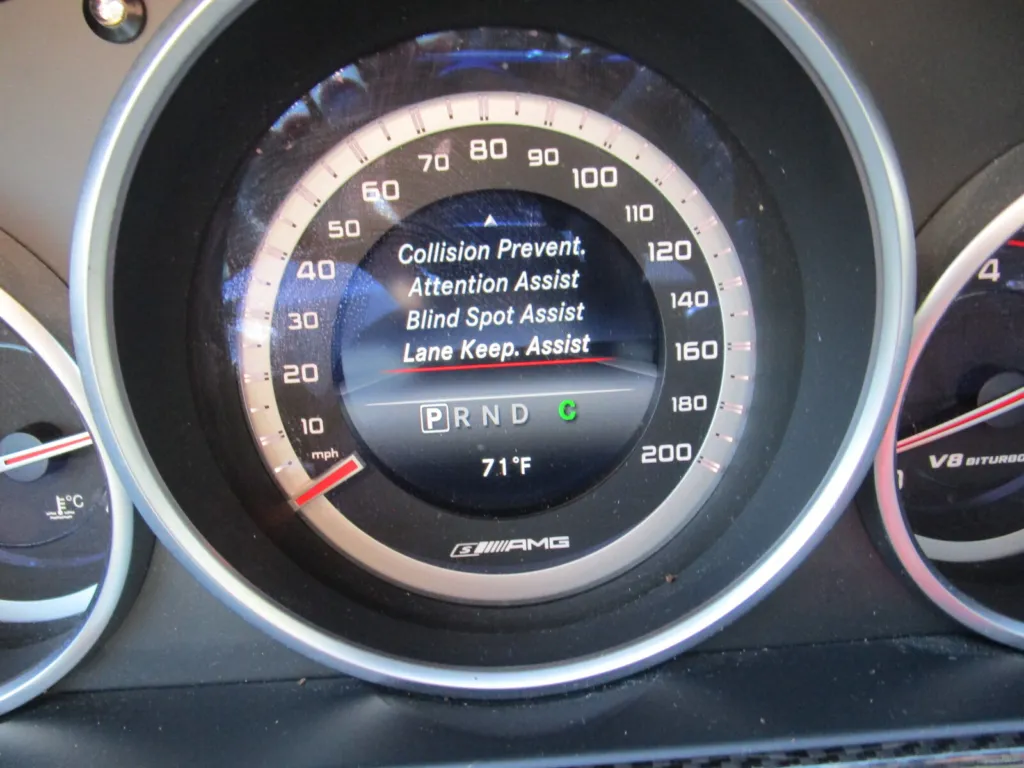 Collision Prevent.
Attention Assist
Blind Spot Assist
Lane Keep. Assist
P R N D C
71°F
10
20
30
40
50
60
70
80
90
100
110
120
140
160
180
200
mph
S AMG
°C
4
V8 BITURBO